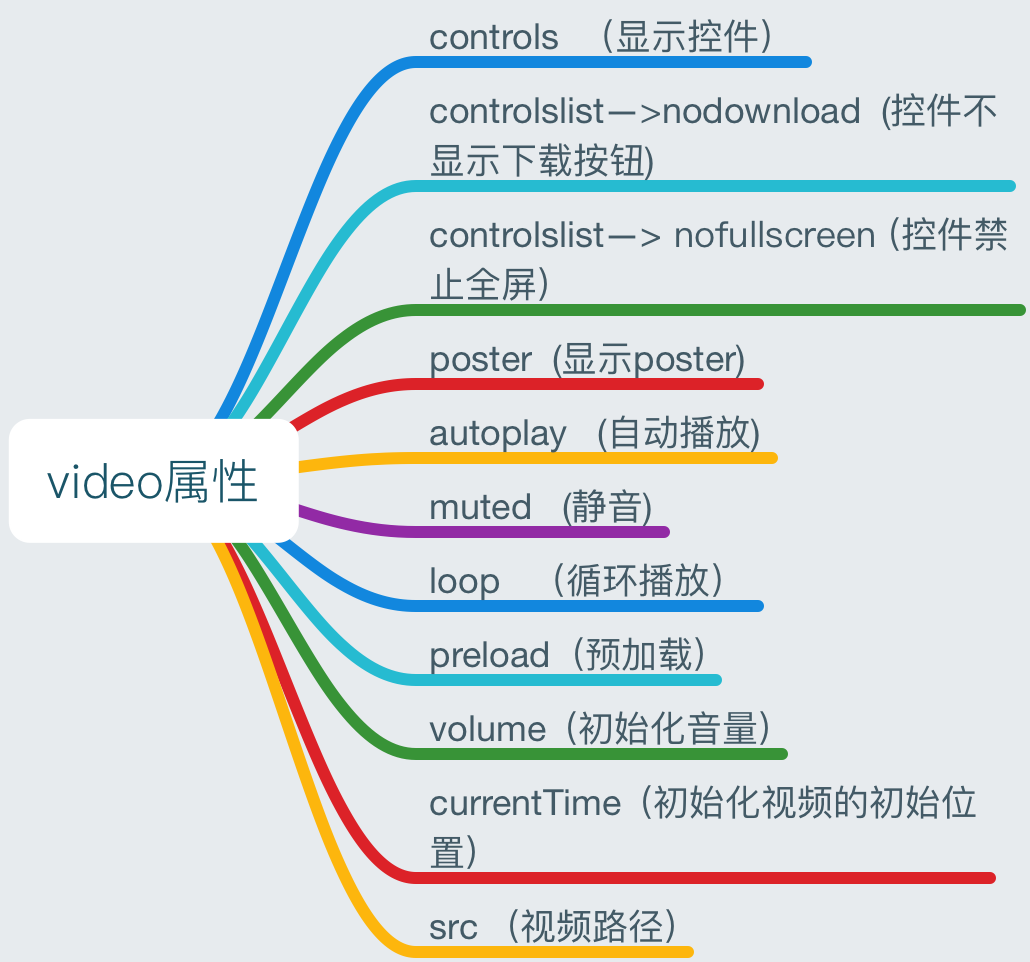 controls （显示控件）
controlslist—>nodownload (控件不
显示下载按钮)
controlslist—> nofullscreen (控件禁
止全屏）
poster (显示poster)
video属性
autoplay (自动播放)
muted (静音)
loop （循环播放）
preload（预加载）
volume（初始化音量）
currentTime（初始化视频的初始位
置）
src （视频路径）